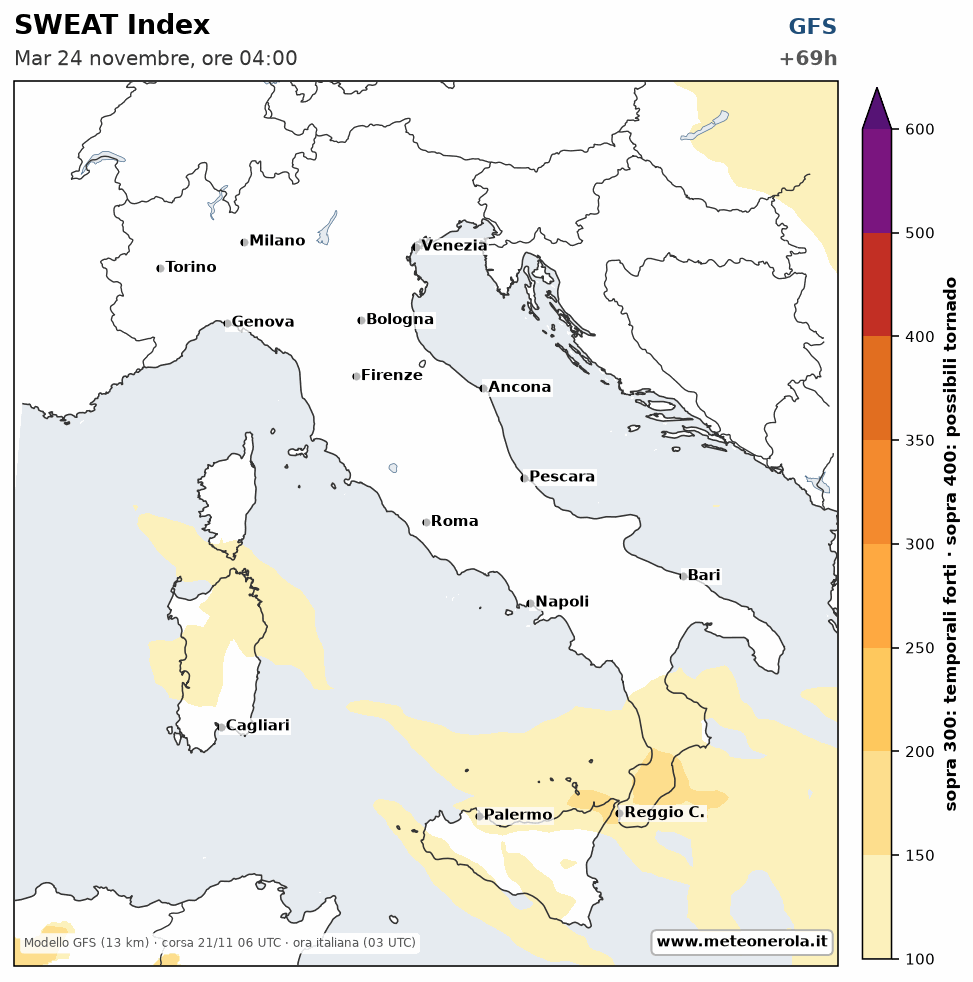 SWEAT Index
GFS
Mar 24 novembre, ore 04:00
+69h
600
500
400
350
300
250
200
150
100
sopra 300: temporali forti · sopra 400: possibili tornado
Milano
Venezia
Torino
Genova
Bologna
Firenze
Ancona
Pescara
Roma
Bari
Napoli
Cagliari
Palermo
Reggio C.
Modello GFS (13 km) · corsa 21/11 06 UTC · ora italiana (03 UTC)
www.meteonerola.it